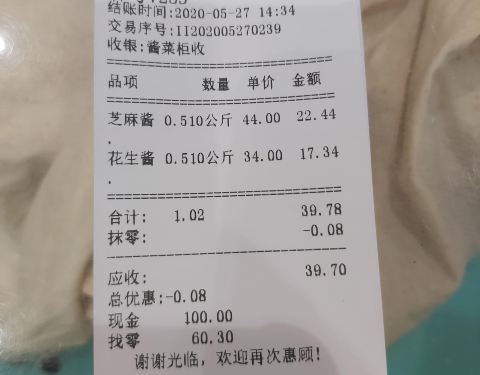 结账时间:2020-05-27 14:34
交易序号:II202005270239
收银:酱菜柜收
==============================
品项 数量 单价 金额
==============================
芝麻酱 0.510公斤 44.00 22.44
.
花生酱 0.510公斤 34.00 17.34
.
==============================
合计: 1.02 39.78
抹零: -0.08
------------------------------
应收: 39.70
总优惠:-0.08
现金 100.00
找零 60.30
谢谢光临，欢迎再次惠顾!